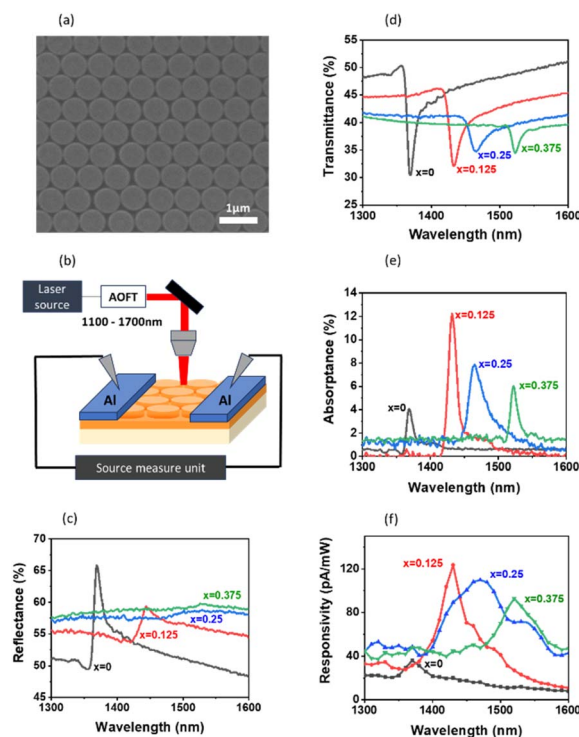 (a)
1μm
(b)
Laser
source
AOFT
1100 - 1700nm
Al
Al
Source measure unit
(c)
Reflectance (%)
70
65
60
55
50
45
x=0.375
x=0.25
x=0.125
x=0
1300 1400 1500 1600
Wavelength (nm)
(d)
Transmittance (%)
55
50
45
40
35
30
25
x=0.25
x=0.375
x=0.125
x=0
1300 1400 1500 1600
Wavelength (nm)
(e)
Absorptance (%)
14
12
10
8
6
4
2
0
x=0.125
x=0.25
x=0.375
x=0
1300 1400 1500 1600
Wavelength (nm)
(f)
Responsivity (pA/mW)
160
120
80
40
0
x=0.125
x=0.25
x=0.375
x=0
1300 1400 1500 1600
Wavelength (nm)